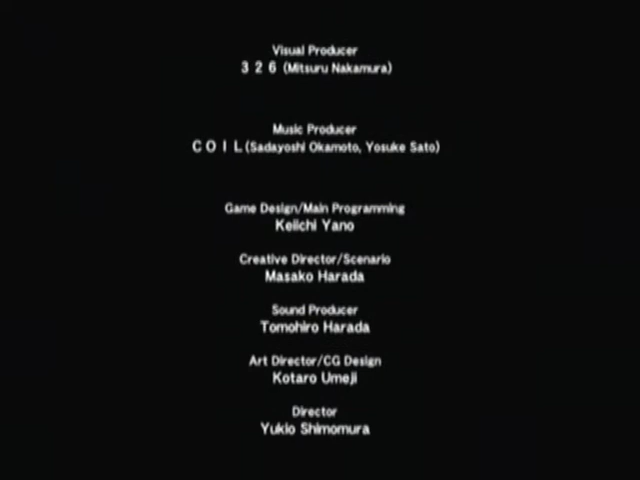 Visual Producer
3 2 6 (Mitsuru Nakamura)
Music Producer
C O I L (Sadayoshi Okamoto, Yosuke Sato)
Game Design/Main Programming
Keiichi Yano
Creative Director/Scenario
Masako Harada
Sound Producer
Tomohiro Harada
Art Director/CG Design
Kotaro Umeji
Director
Yukio Shimomura